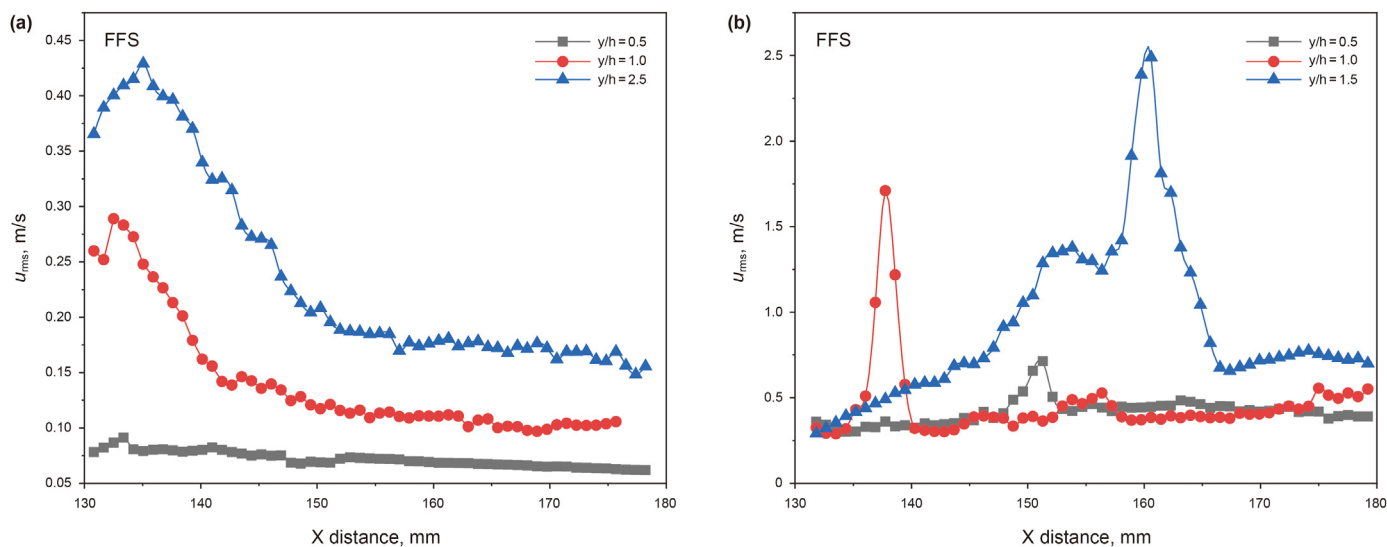 (a)
FFS
y/h = 0.5
y/h = 1.0
y/h = 2.5
0.45
0.40
0.35
0.30
0.25
0.20
0.15
0.10
0.05
u rms, m/s
130
140
150
160
170
180
X distance, mm
(b)
FFS
y/h = 0.5
y/h = 1.0
y/h = 1.5
2.5
2.0
1.5
1.0
0.5
0
u rms, m/s
130
140
150
160
170
180
X distance, mm